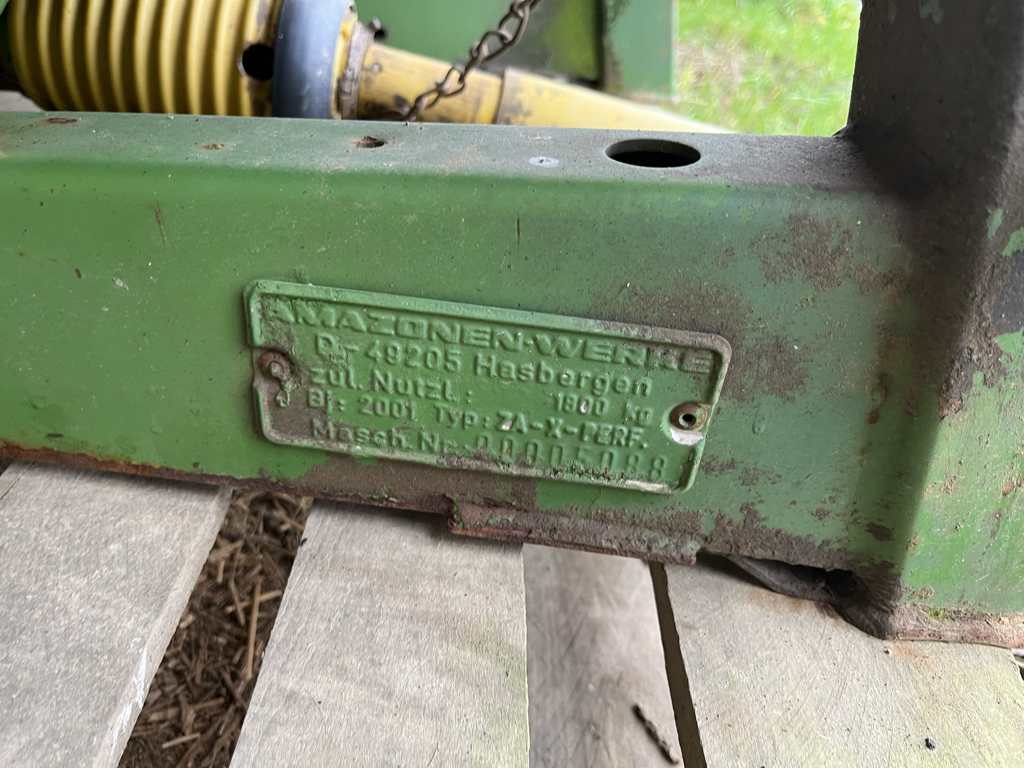 AMAZONEN-WERKE
D-49205 Hasbergen
zul. Nutzl.: 1800 kg
Bj: 2001 Typ: ZA-X-PERF.
Masch.Nr. 00005088